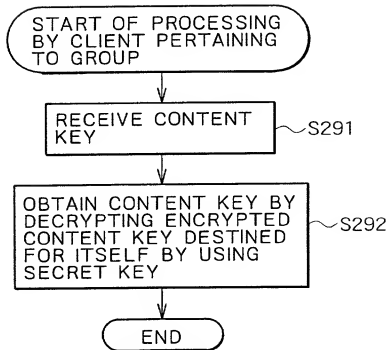 START OF PROCESSING
BY CLIENT PERTAINING
TO GROUP
RECEIVE CONTENT
KEY
S291
OBTAIN CONTENT KEY BY
DECRYPTING ENCRYPTED
CONTENT KEY DESTINED
FOR ITSELF BY USING
SECRET KEY
S292
END